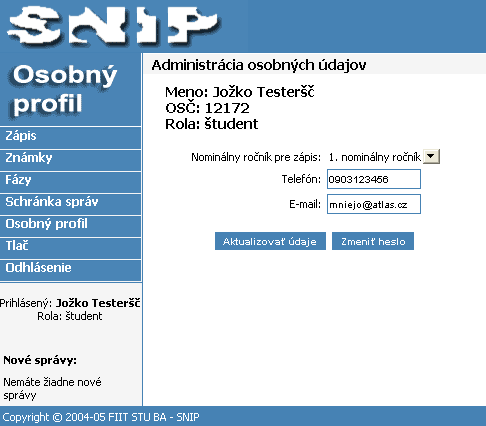 SNIP
Osobný
profil
Administrácia osobných údajov
Meno: Jožko Testeršč
OSČ: 12172
Rola: študent
Zápis
Známky
Fázy
Schránka správ
Osobný profil
Tlač
Odhlásenie
Nominálny ročník pre zápis: 1. nominálny ročník
Telefón: 0903123456
E-mail: mniejo@atlas.cz
Aktualizovať údaje Zmeniť heslo
Prihlásený: Jožko Testeršč
Rola: študent
Nové správy:
Nemáte žiadne nové
správy
Copyright © 2004-05 FIIT STU BA - SNIP